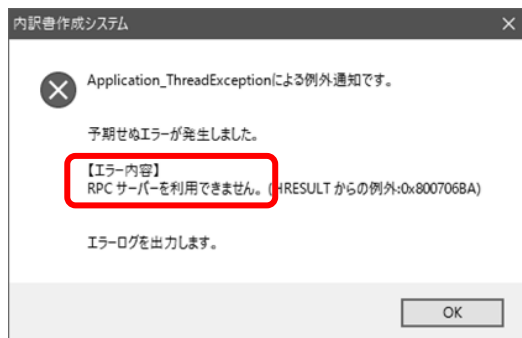 内訳書作成システム
Application_ThreadExceptionによる例外通知です。
予期せぬエラーが発生しました。
【エラー内容】
RPC サーバーを利用できません。(HRESULT からの例外:0x800706BA)
エラーログを出力します。
OK